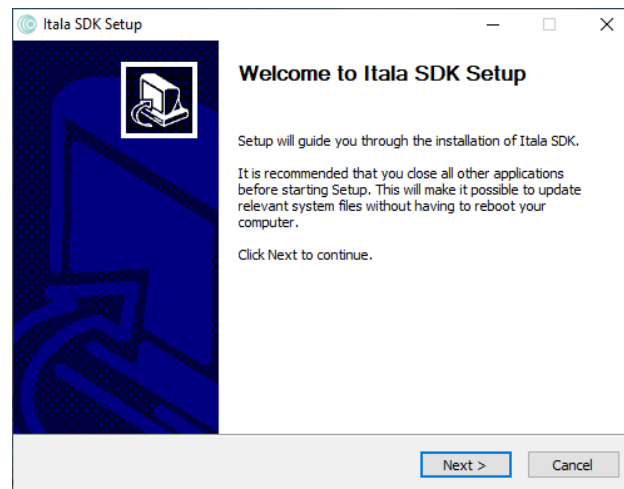 Itala SDK Setup
Welcome to Itala SDK Setup
Setup will guide you through the installation of Itala SDK.
It is recommended that you close all other applications
before starting Setup. This will make it possible to update
relevant system files without having to reboot your
computer.
Click Next to continue.
Next >
Cancel